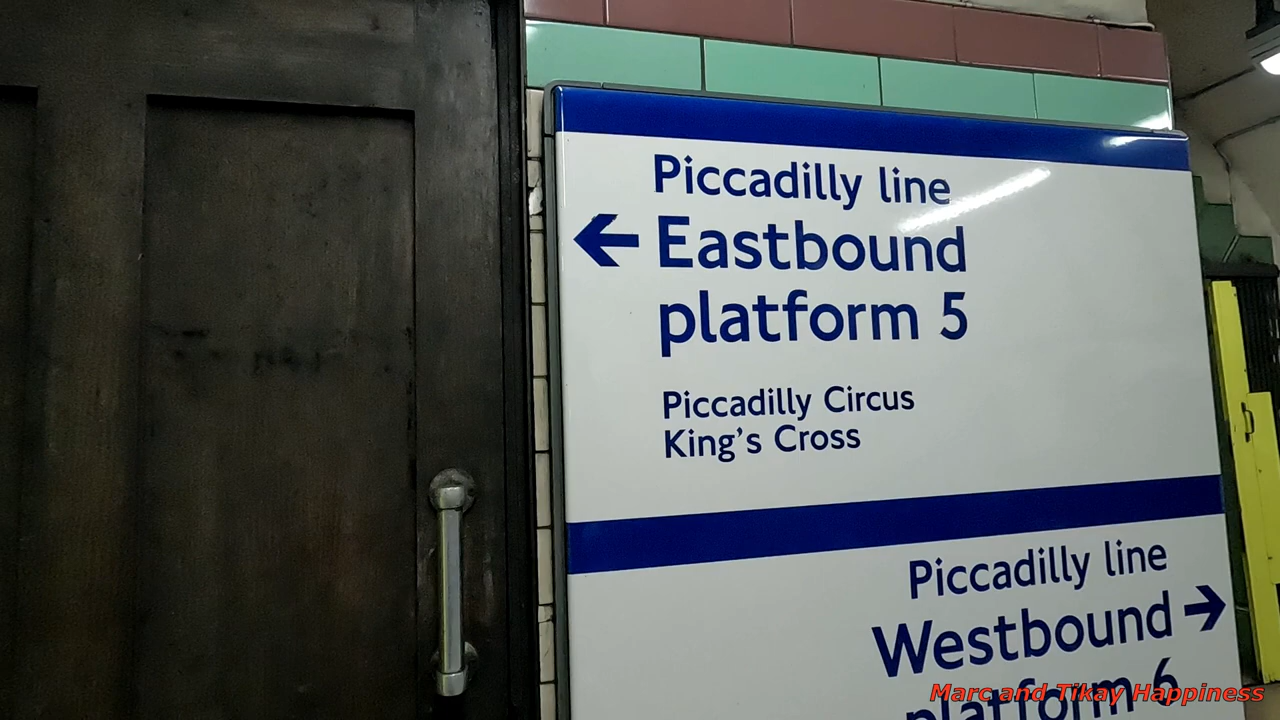 Piccadilly line
← Eastbound
platform 5
Piccadilly Circus
King's Cross
Piccadilly line
Westbound →
platform 6
Marc and Tikay Happiness